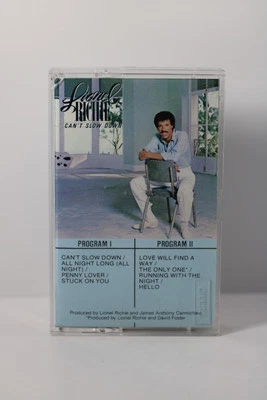 Lionel
RICHIE
CAN'T SLOW DOWN
PROGRAM I
CAN'T SLOW DOWN /
ALL NIGHT LONG (ALL
NIGHT) /
PENNY LOVER /
STUCK ON YOU
PROGRAM II
LOVE WILL FIND A
WAY /
THE ONLY ONE* /
RUNNING WITH THE
NIGHT /
HELLO
Produced by Lionel Richie and James Anthony Carmichael
*Produced by Lionel Richie and David Foster